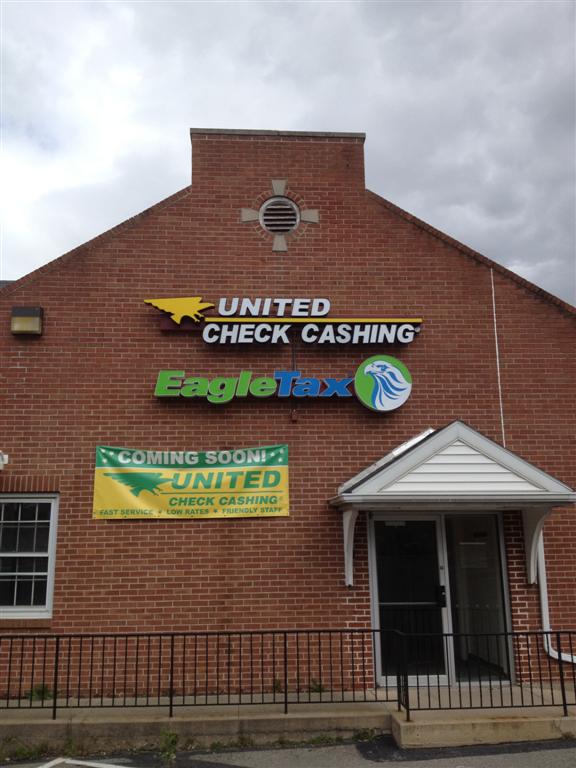 UNITED
CHECK CASHING
EagleTax
COMING SOON!
UNITED
CHECK CASHING
FAST SERVICE • LOW RATES • FRIENDLY STAFF